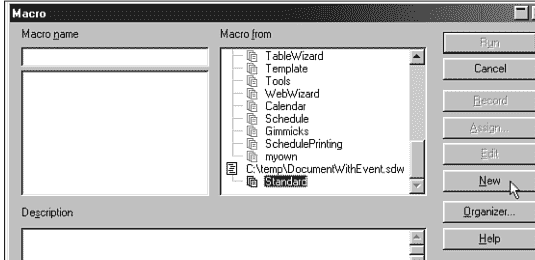 Macro
Macro name
Macro from
TableWizard
Template
Tools
WebWizard
Calendar
Schedule
Gimmicks
SchedulePrinting
myown
C:\temp\DocumentWithEvent.sdw
Standard
Run
Cancel
Record
Assign...
Edit
New
Organizer...
Help
Description